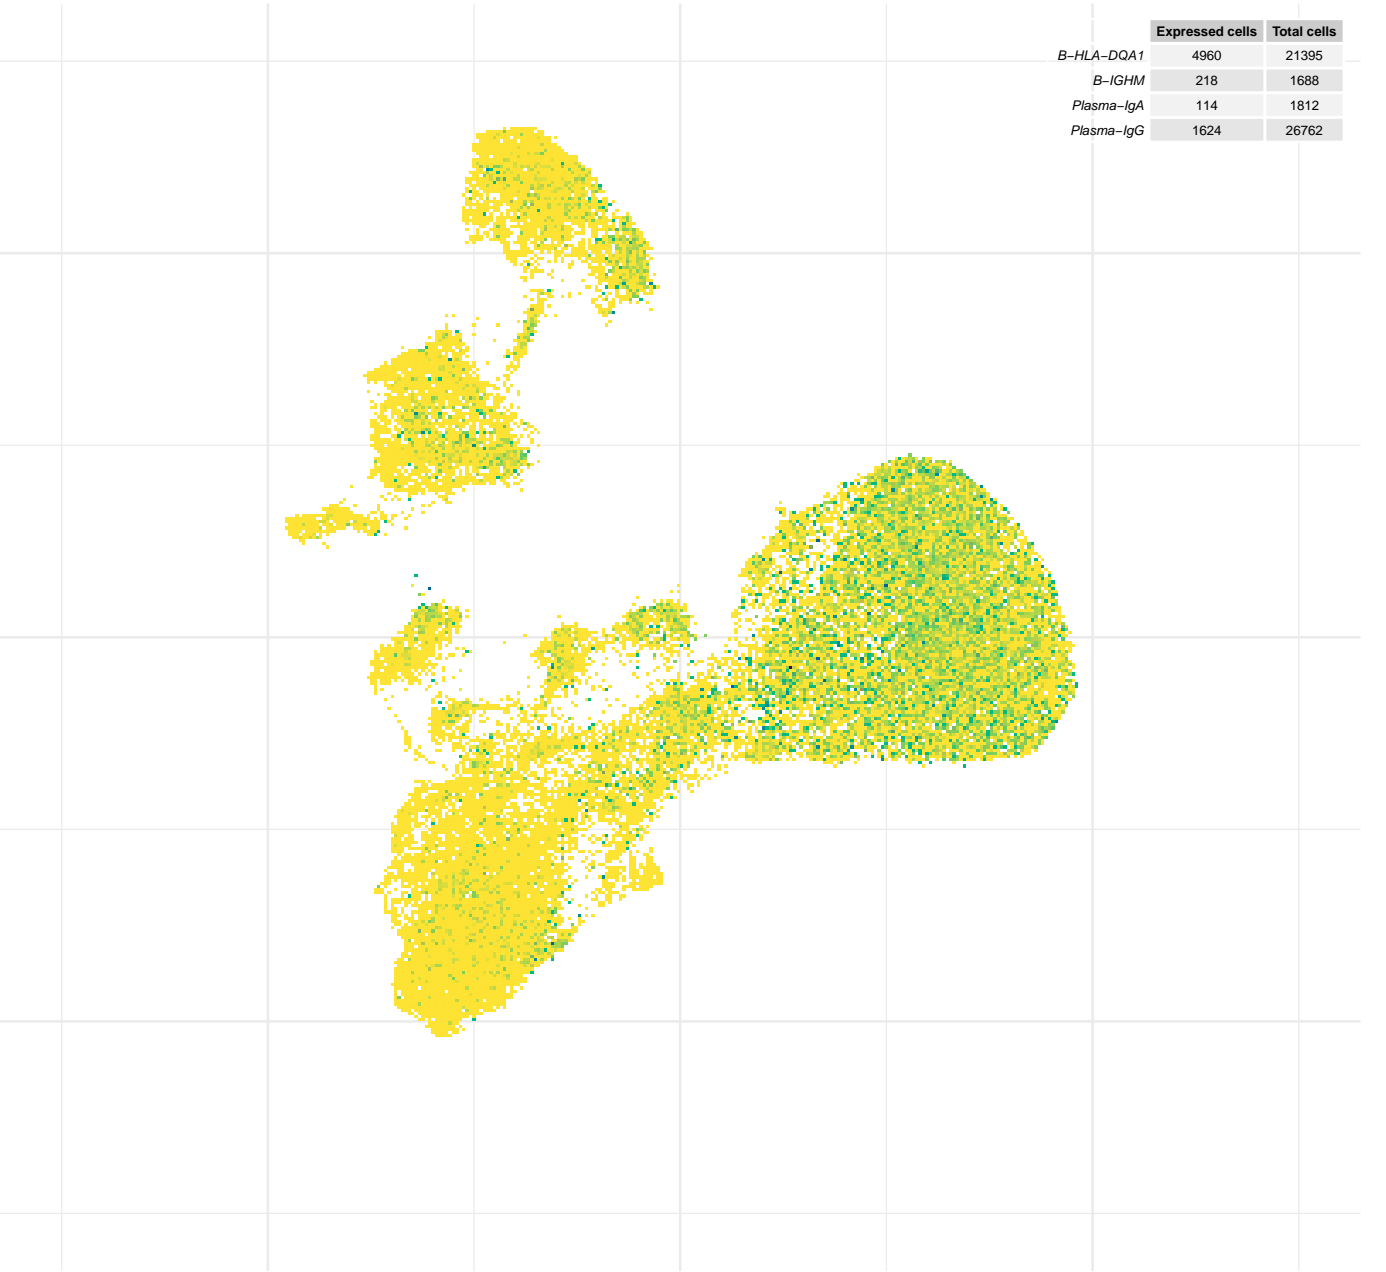 Expressed cells Total cells
B−HLA−DQA1 4960 21395
B−IGHM 218 1688
Plasma−IgA 114 1812
Plasma−IgG 1624 26762